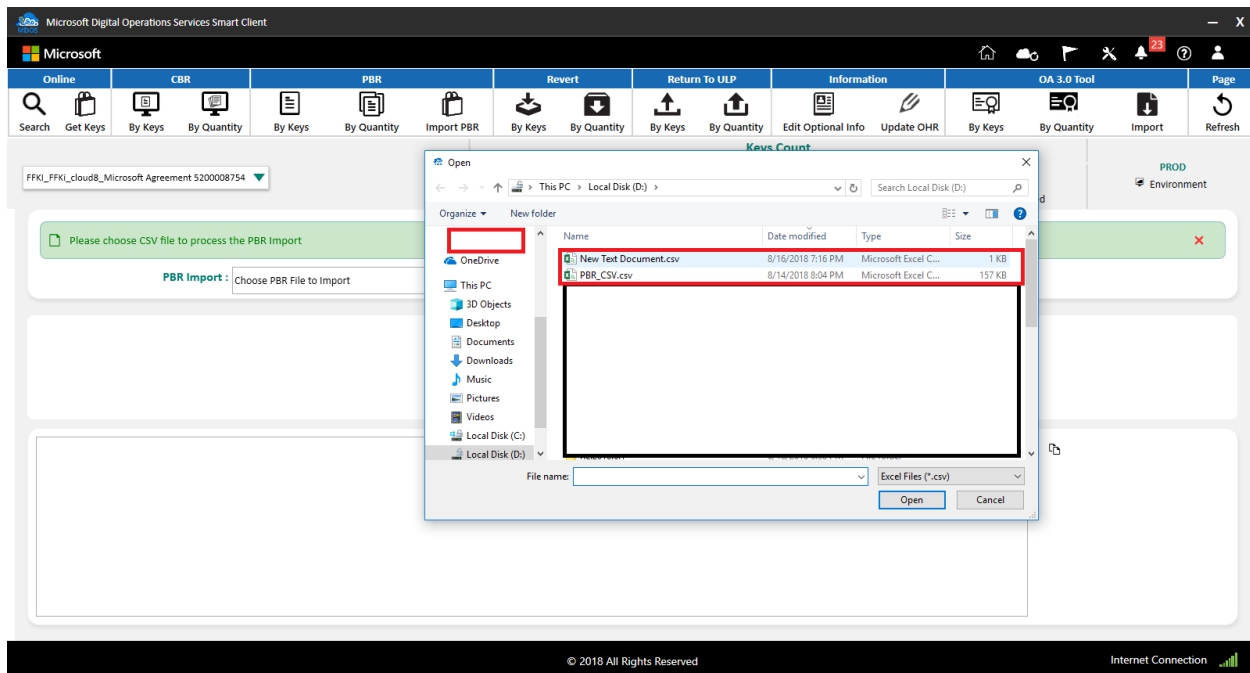 MDOS
Microsoft Digital Operations Services Smart Client
Microsoft
23
Online CBR PBR Revert Return To ULP Information OA 3.0 Tool Page
Search Get Keys By Keys By Quantity By Keys By Quantity Import PBR By Keys By Quantity By Keys By Quantity Edit Optional Info Update OHR By Keys By Quantity Import Refresh
Keys Count
FFKI_FFKi_cloud8_Microsoft Agreement 5200008754
PROD
Environment
d
Please choose CSV file to process the PBR Import
PBR Import : Choose PBR File to Import
Open
This PC > Local Disk (D:) >
Search Local Disk (D:)
Organize New folder
Name Date modified Type Size
New Text Document.csv 8/16/2018 7:16 PM Microsoft Excel C... 1 KB
PBR_CSV.csv 8/14/2018 8:04 PM Microsoft Excel C... 157 KB
OneDrive
This PC
3D Objects
Desktop
Documents
Downloads
Music
Pictures
Videos
Local Disk (C:)
Local Disk (D:)
File name: Excel Files (*.csv)
Open Cancel
© 2018 All Rights Reserved
Internet Connection